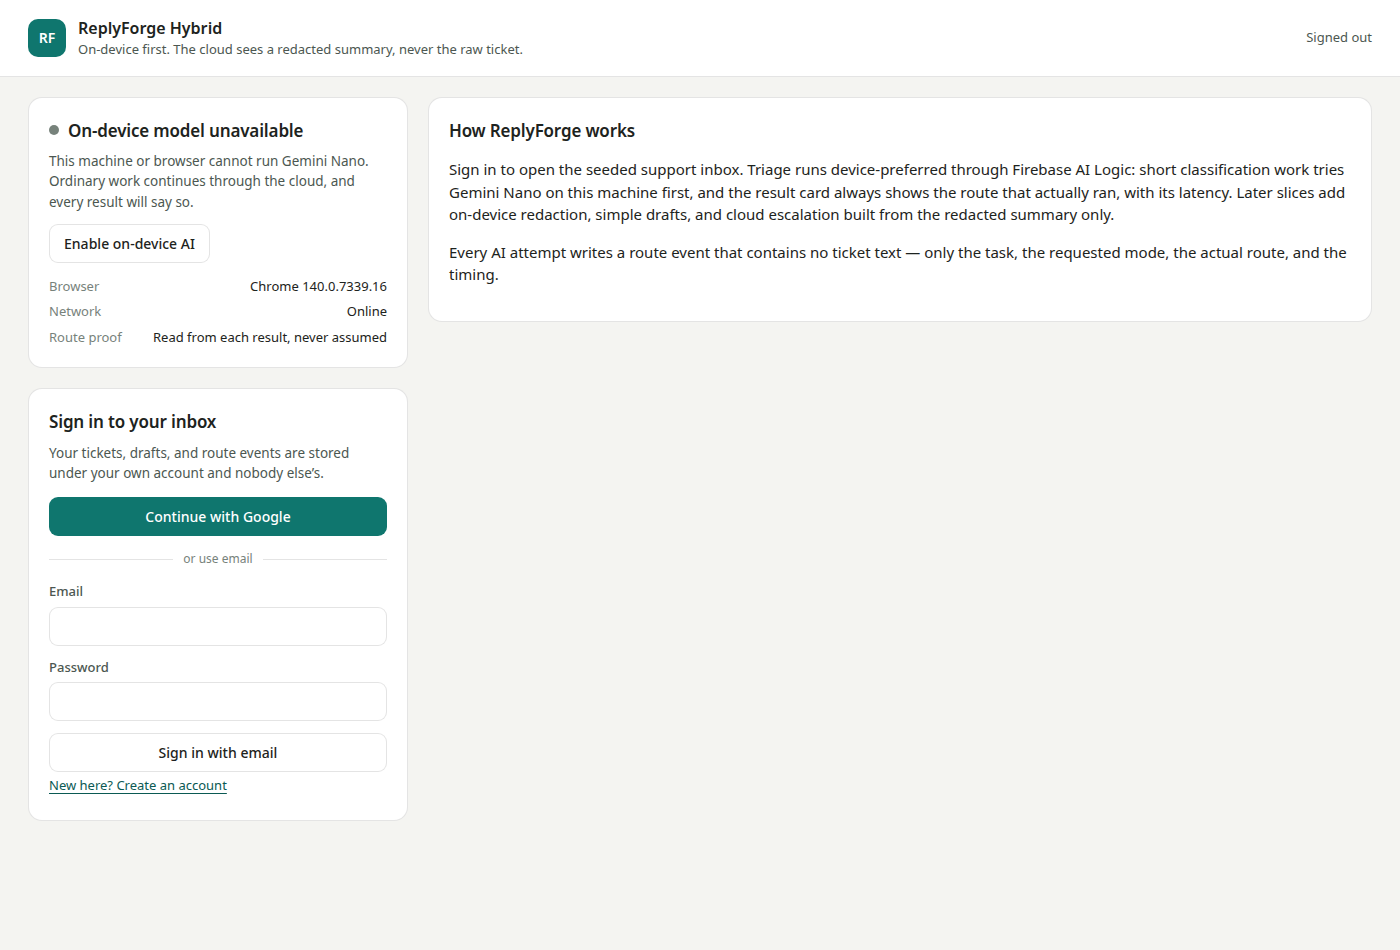 RF
ReplyForge Hybrid
On-device first. The cloud sees a redacted summary, never the raw ticket.
Signed out
On-device model unavailable
This machine or browser cannot run Gemini Nano.
Ordinary work continues through the cloud, and
every result will say so.
Enable on-device AI
Browser Chrome 140.0.7339.16
Network Online
Route proof Read from each result, never assumed
Sign in to your inbox
Your tickets, drafts, and route events are stored
under your own account and nobody else’s.
Continue with Google
or use email
Email
Password
Sign in with email
New here? Create an account
How ReplyForge works
Sign in to open the seeded support inbox. Triage runs device-preferred through Firebase AI Logic: short classification work tries
Gemini Nano on this machine first, and the result card always shows the route that actually ran, with its latency. Later slices add
on-device redaction, simple drafts, and cloud escalation built from the redacted summary only.
Every AI attempt writes a route event that contains no ticket text — only the task, the requested mode, the actual route, and the
timing.